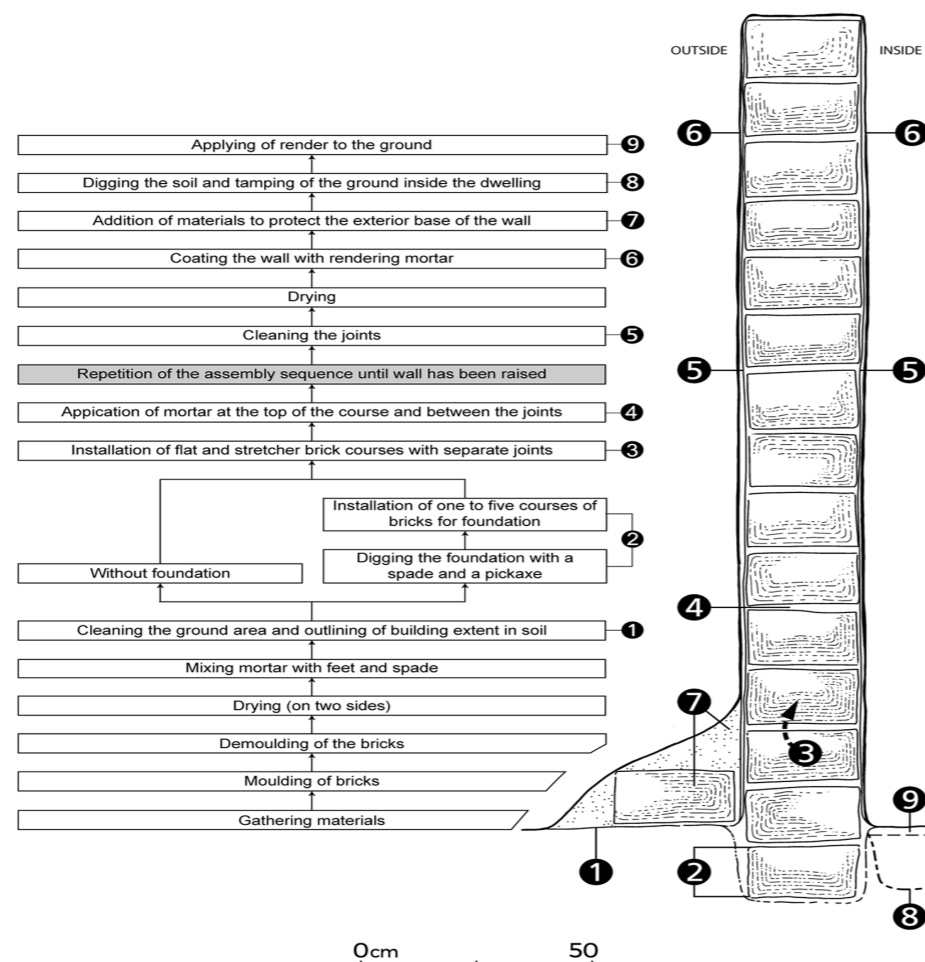 OUTSIDE
INSIDE
6
6
Applying of render to the ground
9
Digging the soil and tamping of the ground inside the dwelling
8
Addition of materials to protect the exterior base of the wall
7
Coating the wall with rendering mortar
6
Drying
Cleaning the joints
5
Repetition of the assembly sequence until wall has been raised
5
5
Appication of mortar at the top of the course and between the joints
4
Installation of flat and stretcher brick courses with separate joints
3
Installation of one to five courses of
bricks for foundation
2
Without foundation
Digging the foundation with a
spade and a pickaxe
4
Cleaning the ground area and outlining of building extent in soil
1
Mixing mortar with feet and spade
Drying (on two sides)
7
Demoulding of the bricks
3
Moulding of bricks
Gathering materials
9
1
2
8
0cm
50